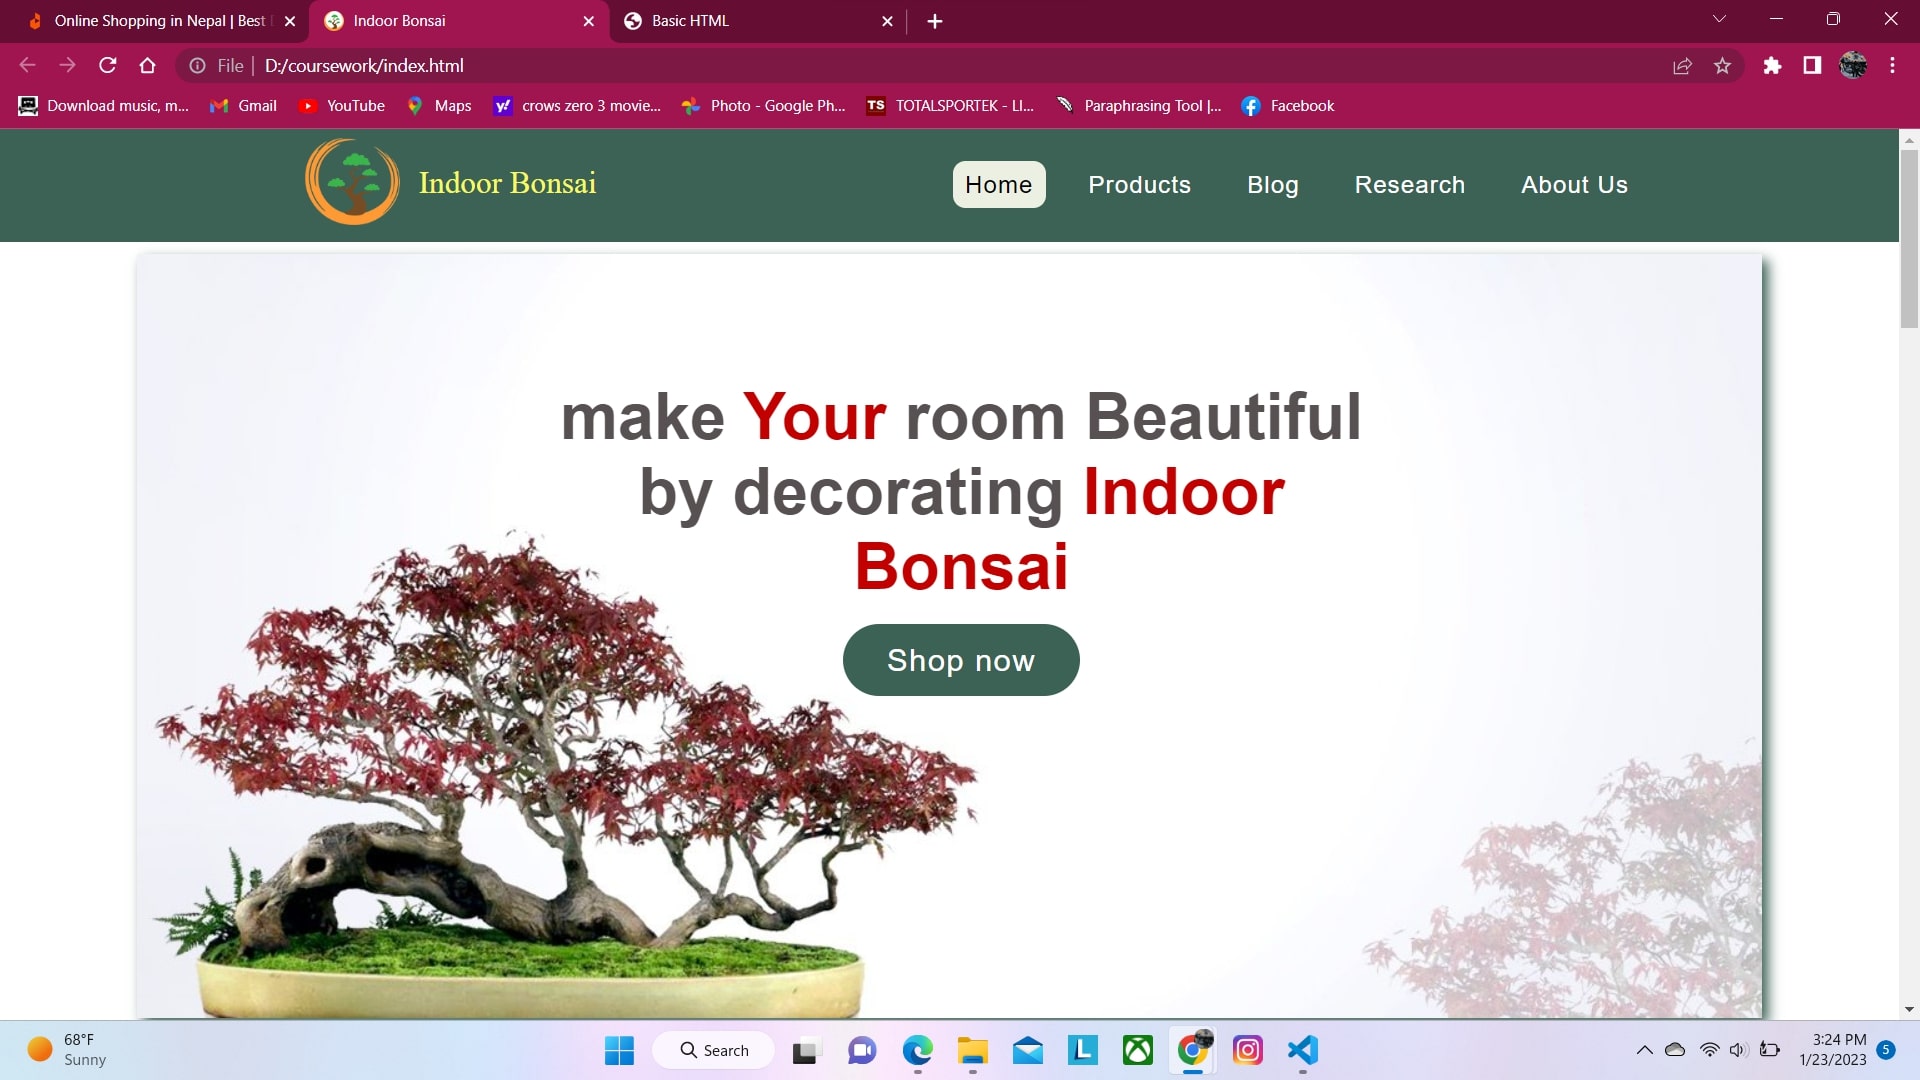 Online Shopping in Nepal | Best
Indoor Bonsai
Basic HTML
File
D:/coursework/index.html
Download music, m...
Gmail
YouTube
Maps
y!
crows zero 3 movie...
Photo - Google Ph...
TS
TOTALSPORTEK - LI...
Paraphrasing Tool |...
Facebook
Indoor Bonsai
Home
Products
Blog
Research
About Us
make Your room Beautiful
by decorating Indoor
Bonsai
Shop now
68°F
Sunny
Search
L
3:24 PM
1/23/2023
5